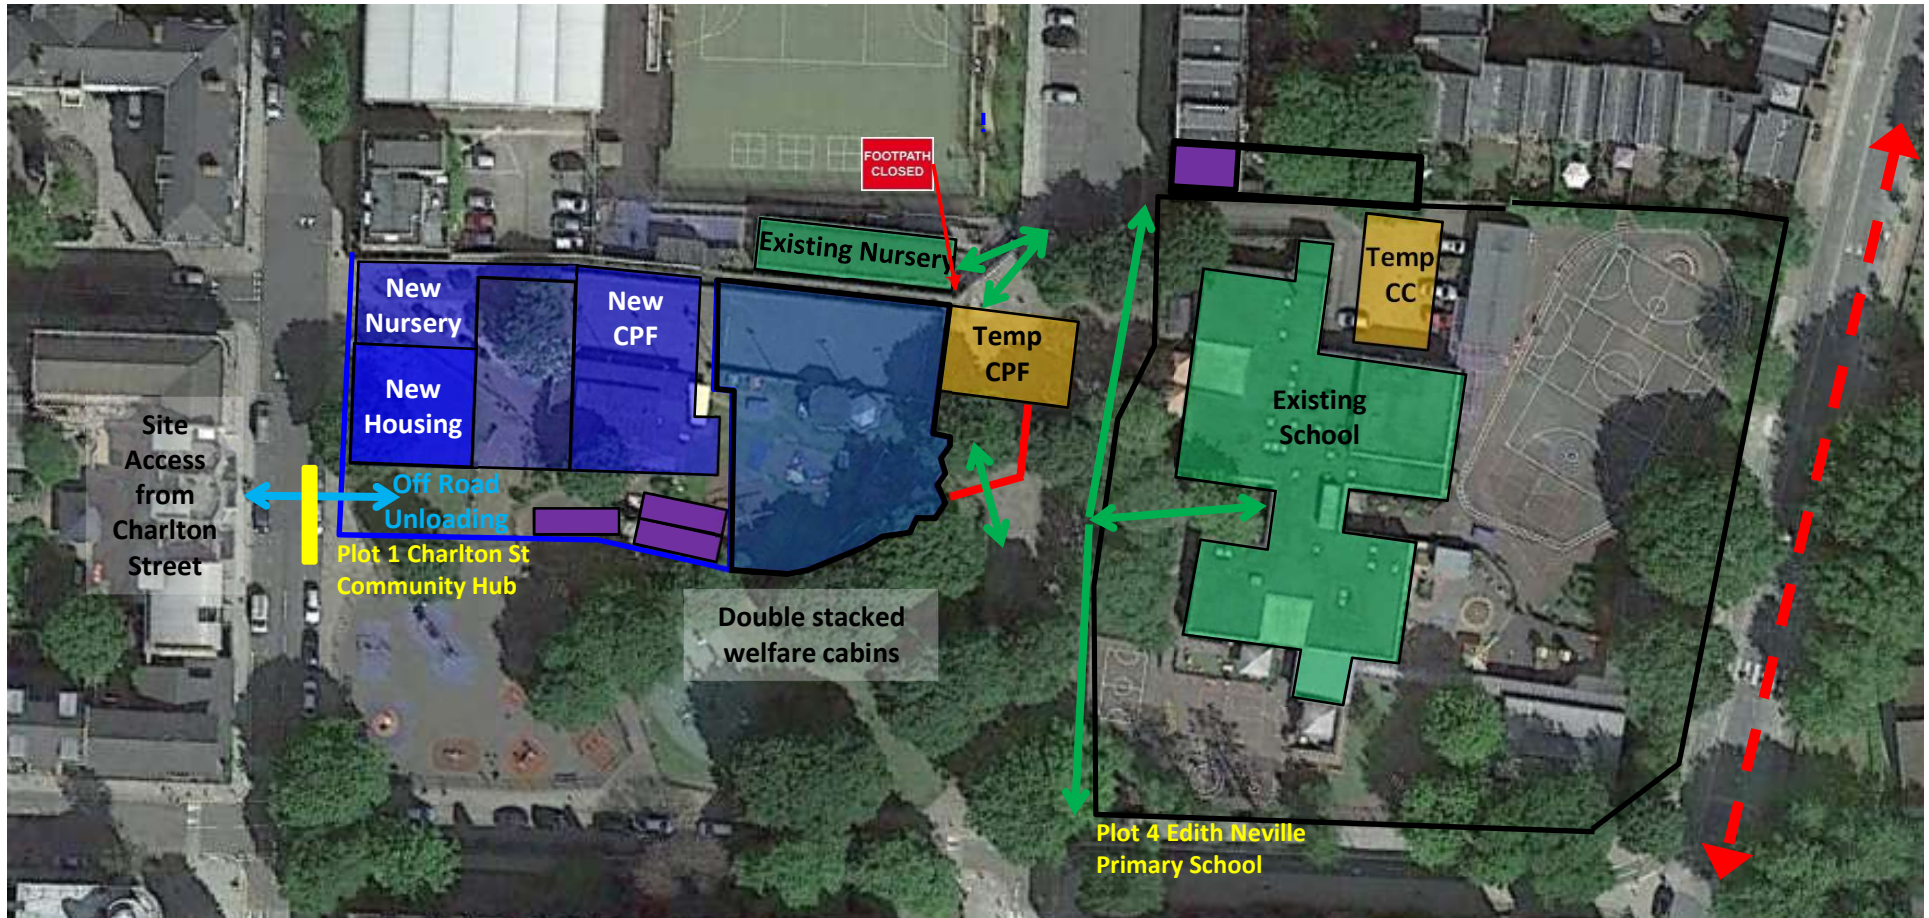 !
FOOTPATH
CLOSED
Existing Nursery
Temp
CC
New
Nursery
New
CPF
Temp
CPF
New
Housing
Existing
School
Site
Access
from
Charlton
Street
Off Road
Unloading
Plot 1 Charlton St
Community Hub
Double stacked
welfare cabins
Plot 4 Edith Neville
Primary School